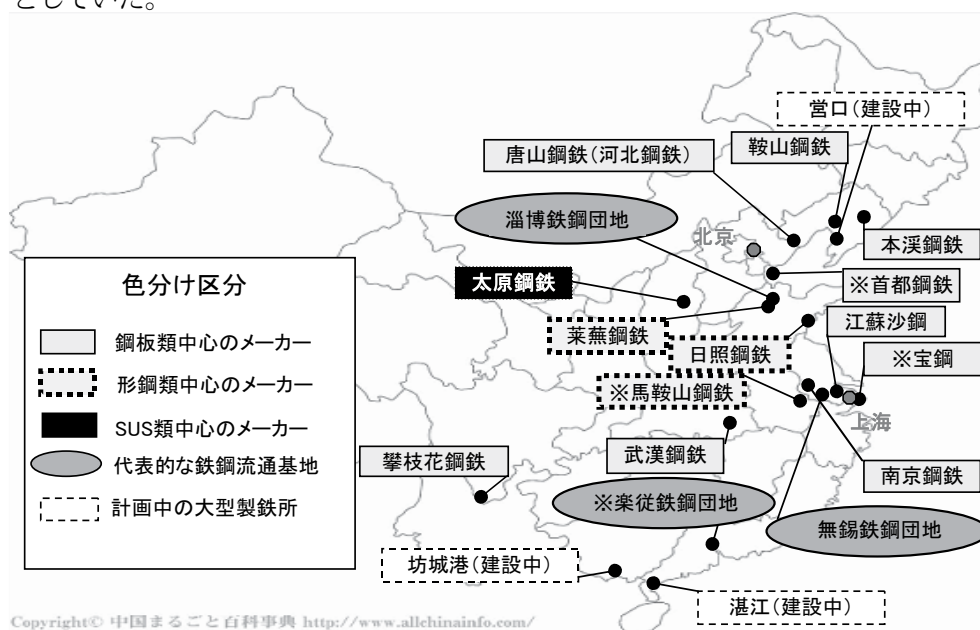 としていた。
営口（建設中）
唐山鋼鉄（河北鋼鉄）
鞍山鋼鉄
淄博鉄鋼団地
北京
本渓鋼鉄
太原鋼鉄
※首都鋼鉄
色分け区分
莱蕪鋼鉄
江蘇沙鋼
日照鋼鉄
※宝鋼
鋼板類中心のメーカー
形鋼類中心のメーカー
※馬鞍山鋼鉄
上海
SUS類中心のメーカー
攀枝花鋼鉄
武漢鋼鉄
代表的な鉄鋼流通基地
南京鋼鉄
計画中の大型製鉄所
※楽従鉄鋼団地
無錫鉄鋼団地
坊城港（建設中）
湛江（建設中）
Copyright© 中国まるごと百科事典 http://www.allchinainfo.com/